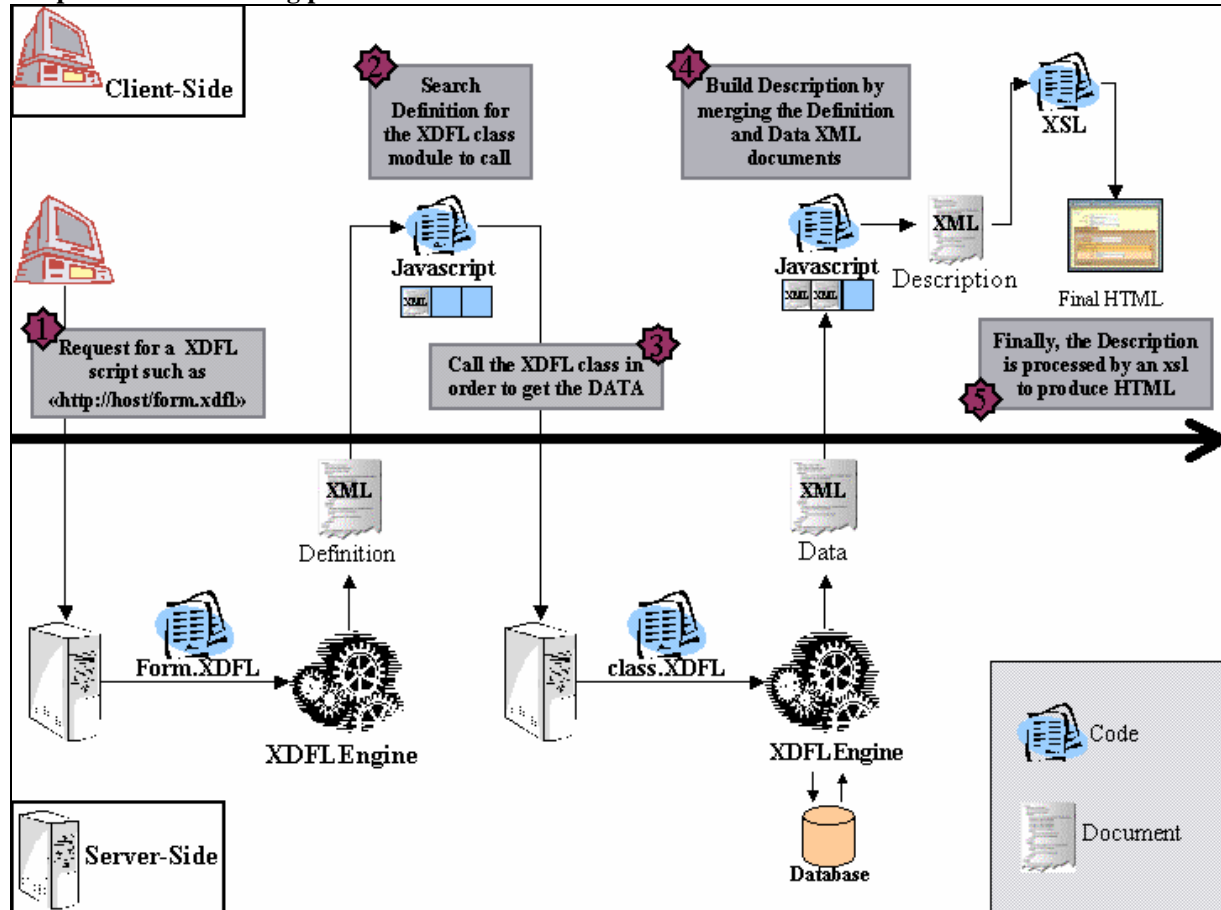 Client-Side
2
Search
Definition for
the XDFL class
module to call
4
Build Description by
merging the Definition
and Data XML
documents
XSL
Javascript
XML
Javascript
XML XML
XML
Description
Final HTML
1
Request for a XDFL
script such as
«http://host/form.xdfl»
3
Call the XDFL class in
order to get the DATA
Finally, the Description
is processed by an xsl
to produce HTML
5
XML
Definition
XML
Data
Form.XDFL
XDFL Engine
class.XDFL
XDFL Engine
Database
Server-Side
Code
Document